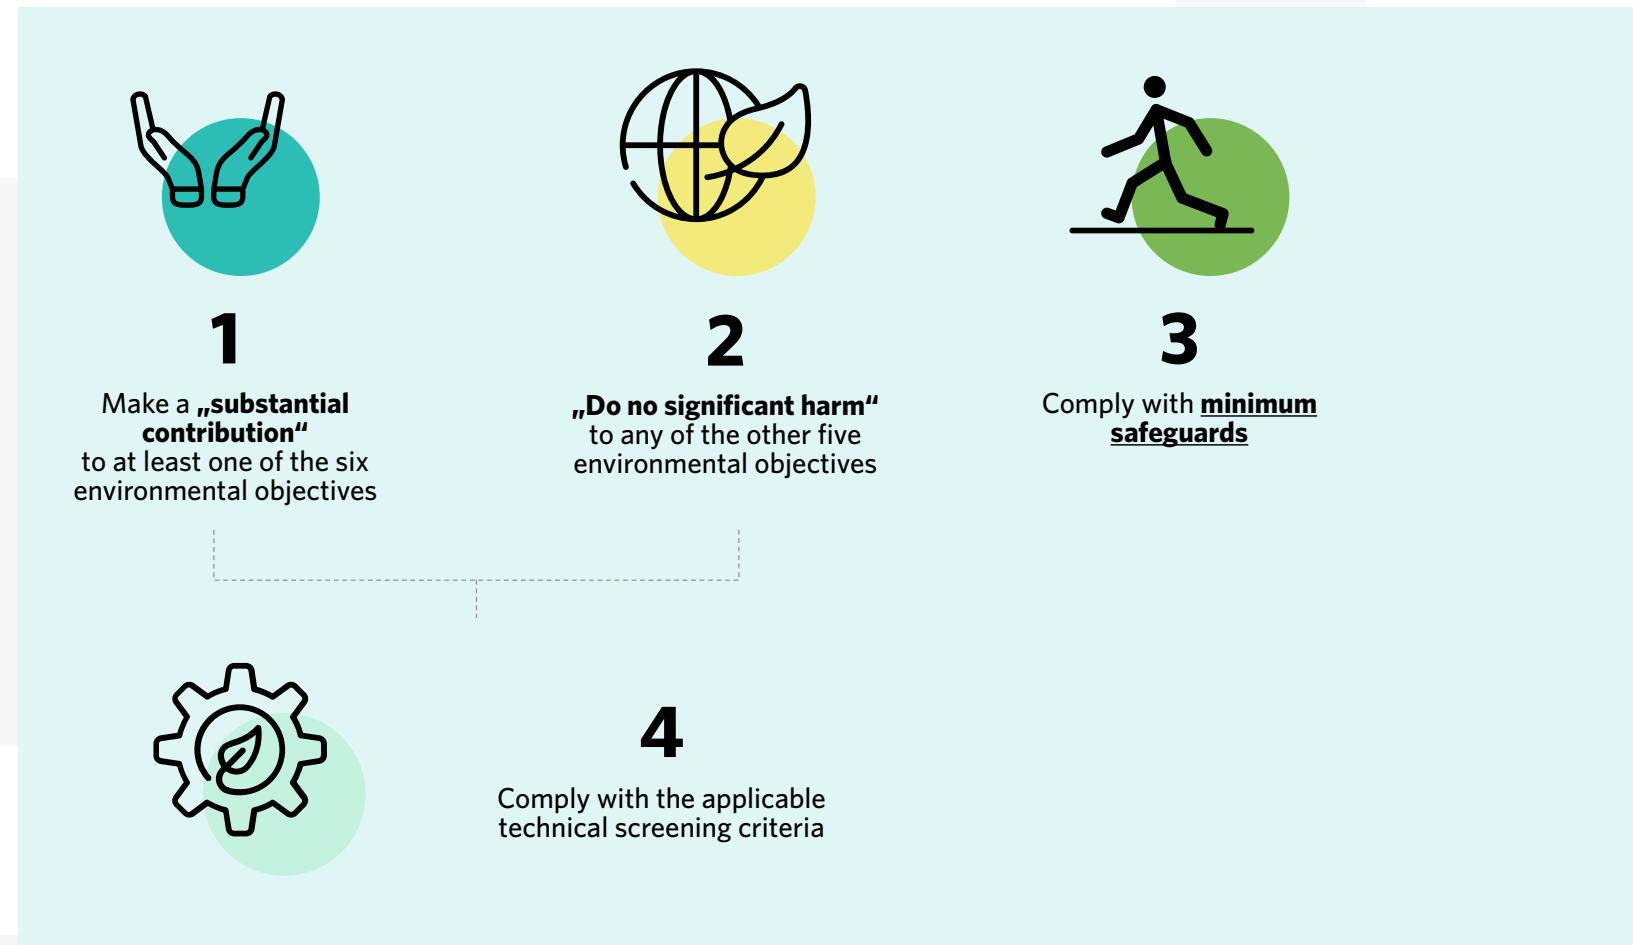 1
Make a „substantial
contribution“
to at least one of the six
environmental objectives
2
„Do no significant harm“
to any of the other five
environmental objectives
3
Comply with minimum
safeguards
4
Comply with the applicable
technical screening criteria